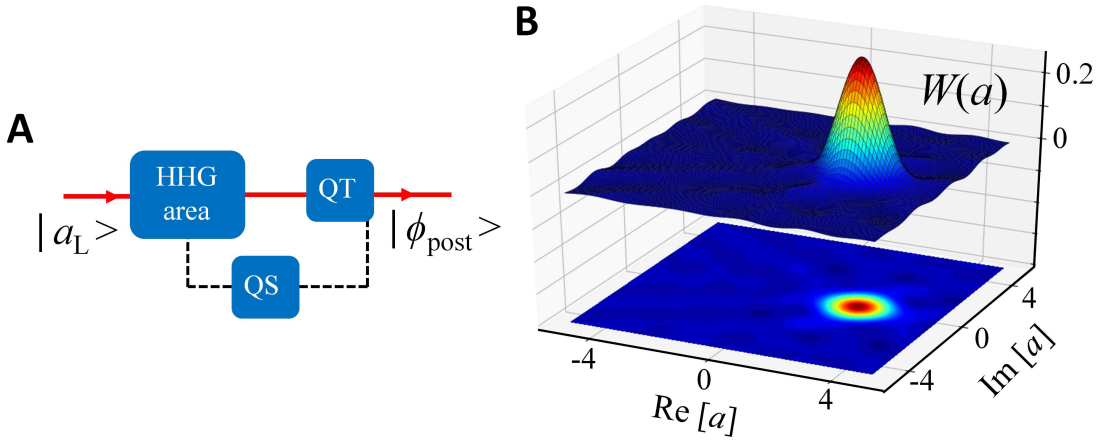 A
HHG
area
QT
| a_L >
| ϕ_post >
QS
B
W(a)
0.2
0
-4
0
4
Re [a]
4
0
-4
Im [a]